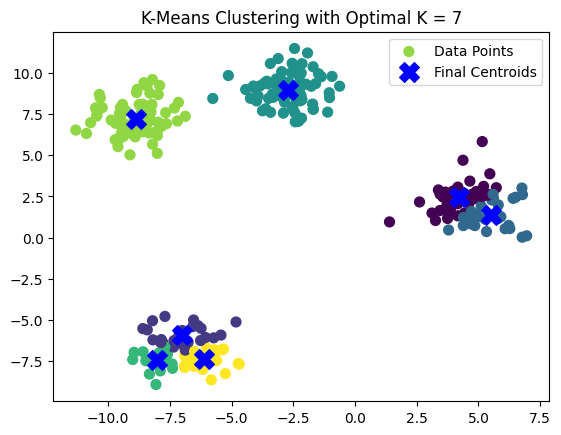 K-Means Clustering with Optimal K = 7
Data Points
Final Centroids
10.0
7.5
5.0
2.5
0.0
−2.5
−5.0
−7.5
−10.0 −7.5 −5.0 −2.5 0.0 2.5 5.0 7.5